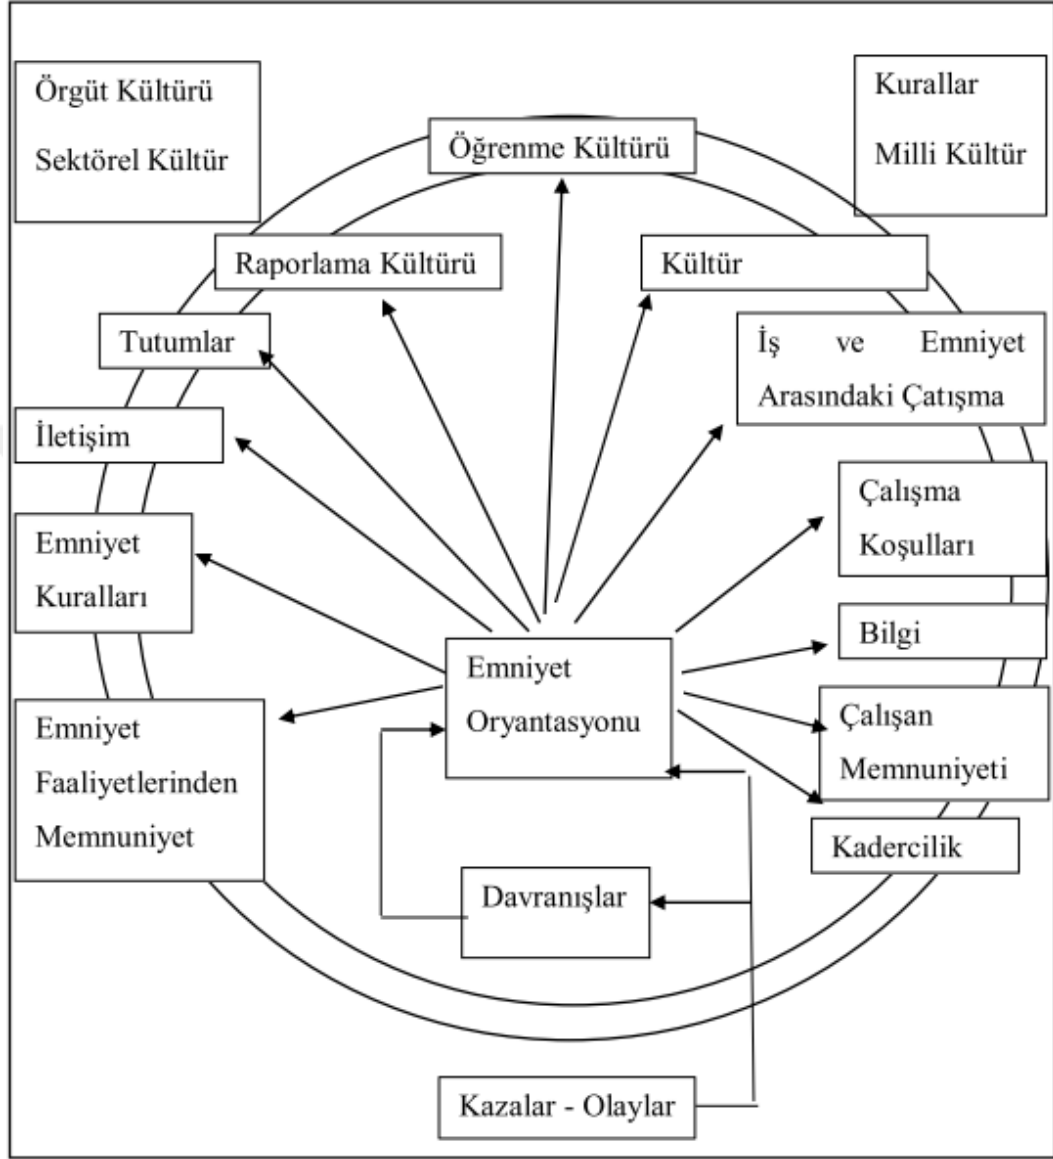 Örgüt Kültürü
Sektörel Kültür
Kurallar
Milli Kültür
Öğrenme Kültürü
Raporlama Kültürü
Kültür
Tutumlar
İş ve Emniyet
Arasındaki Çatışma
İletişim
Çalışma
Koşulları
Emniyet
Kuralları
Bilgi
Emniyet
Oryantasyonu
Çalışan
Memnuniyeti
Emniyet
Faaliyetlerinden
Memnuniyet
Kadercilik
Davranışlar
Kazalar - Olaylar